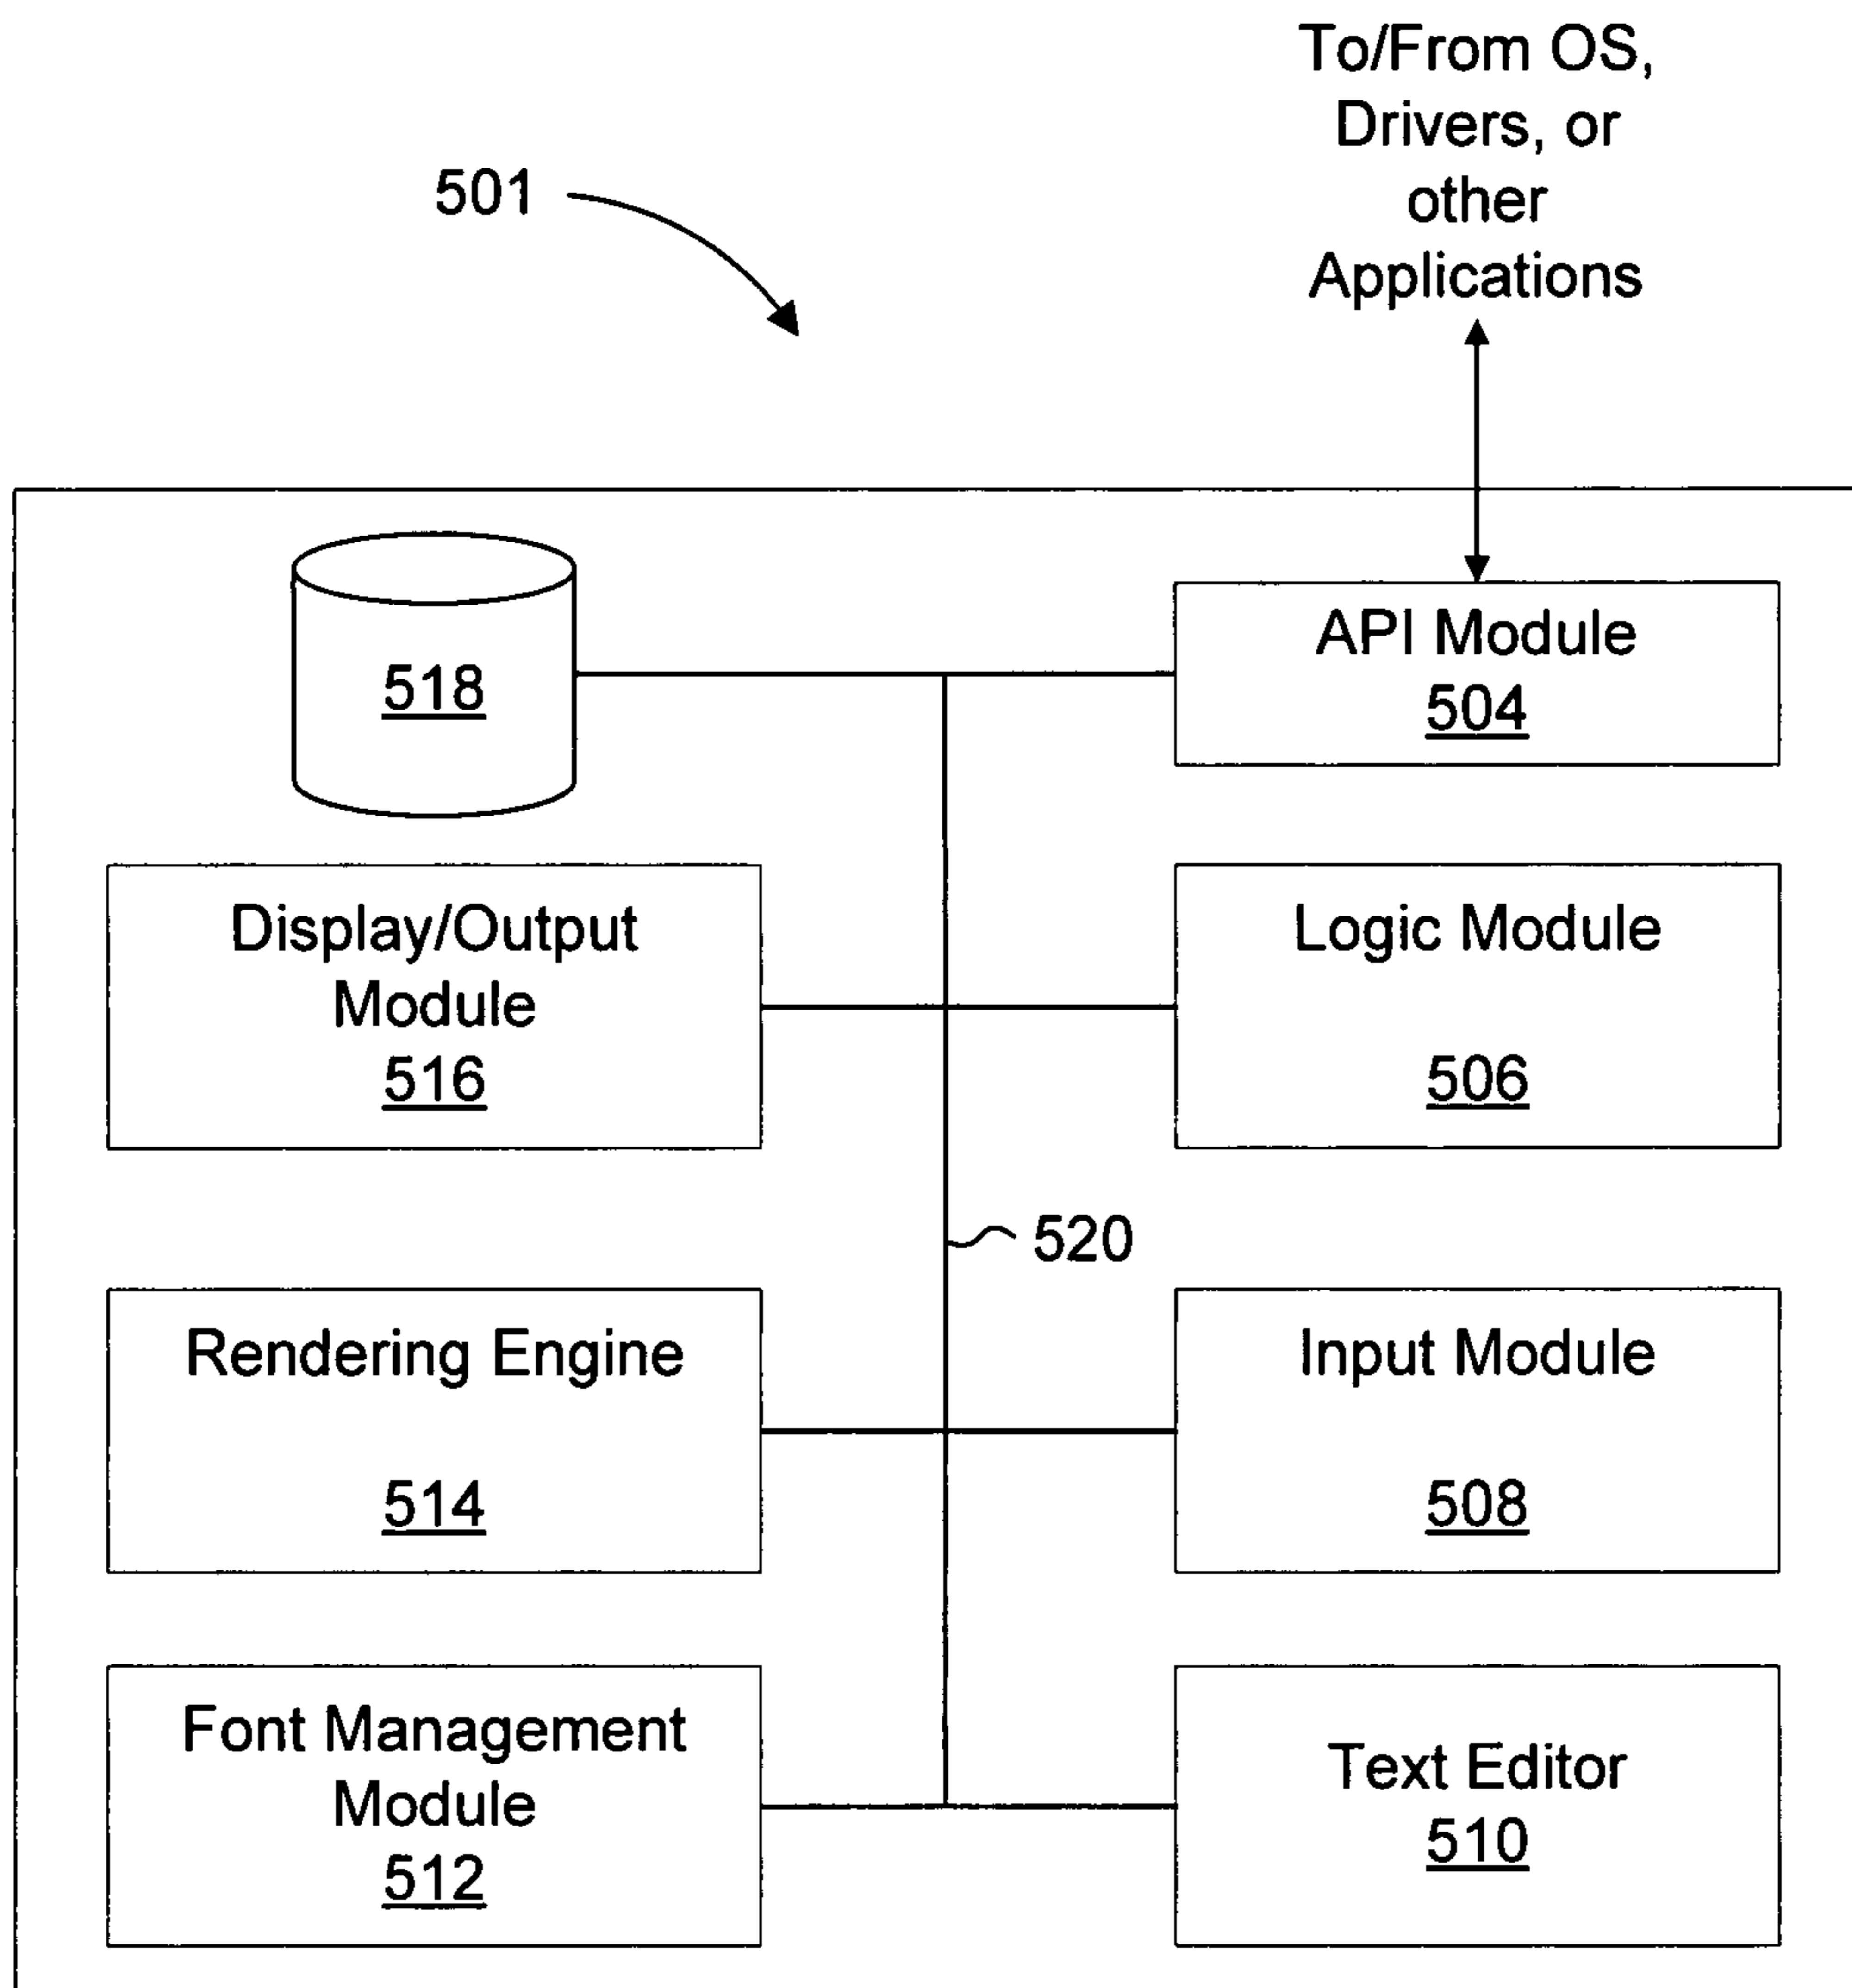 To/From OS,
Drivers, or
other
Applications
501
518
API Module
504
Display/Output
Module
516
Logic Module
506
520
Rendering Engine
514
Input Module
508
Font Management
Module
512
Text Editor
510